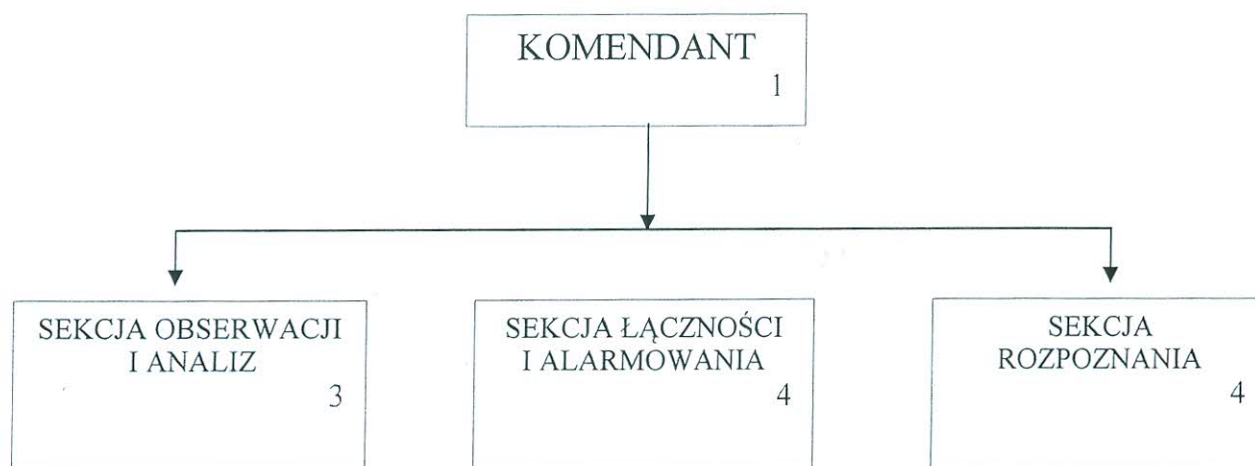 KOMENDANT
1
SEKCJA OBSERWACJI
I ANALIZ
3
SEKCJA ŁĄCZNOŚCI
I ALARMOWANIA
4
SEKCJA
ROZPOZNANIA
4